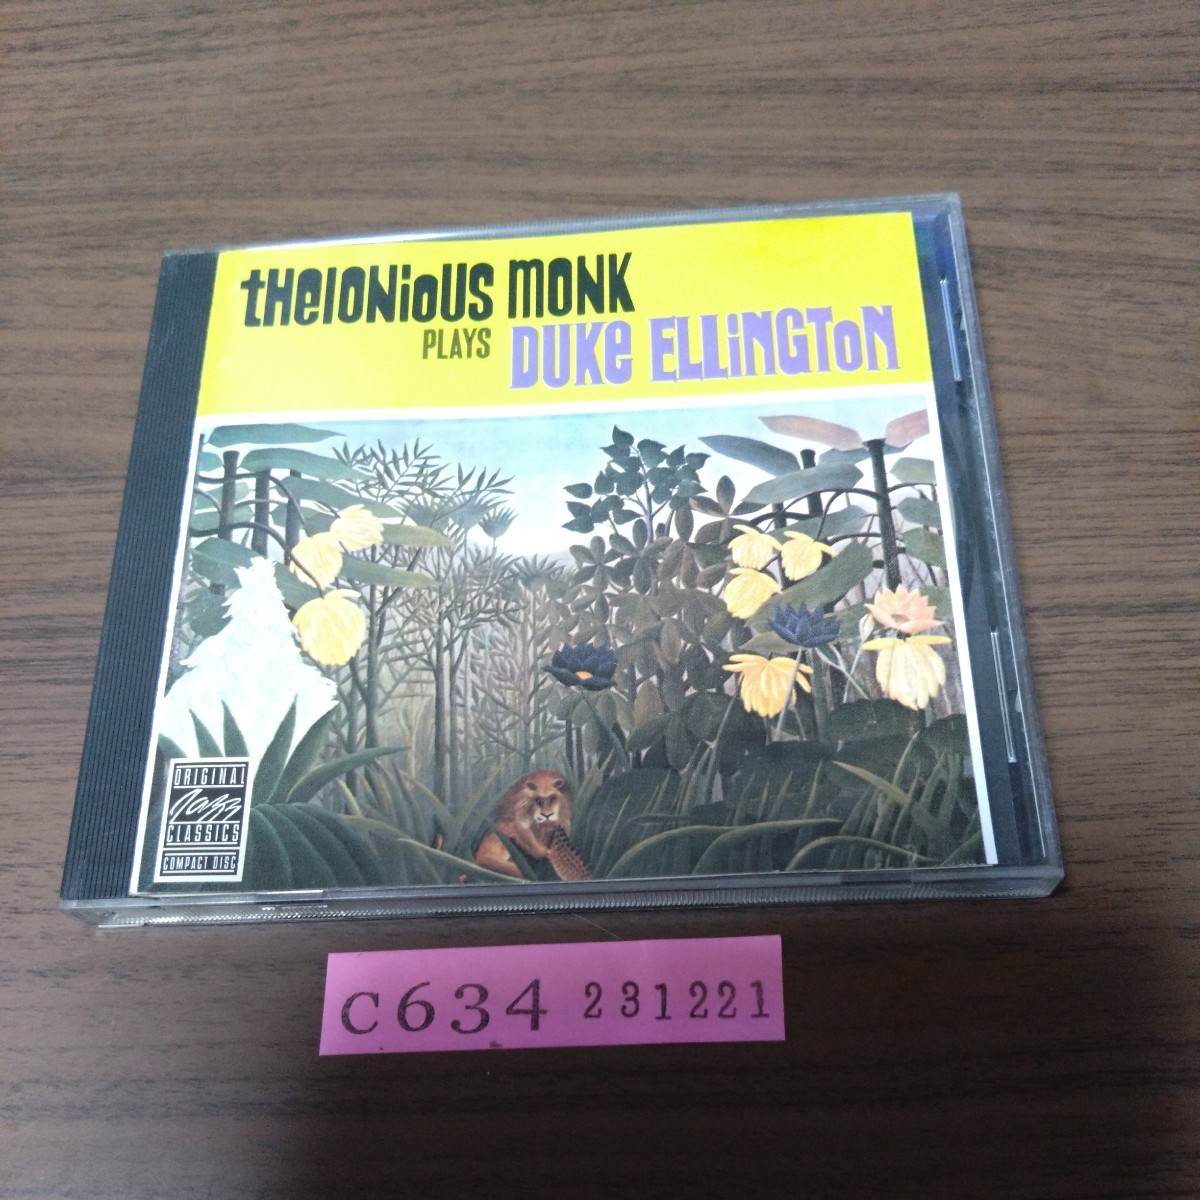 tHelONiOUS MONK
PLAYS DUKe ELLiNGToN
ORIGINAL
Jazz
CLASSICS
COMPACT DISC
C634 231221